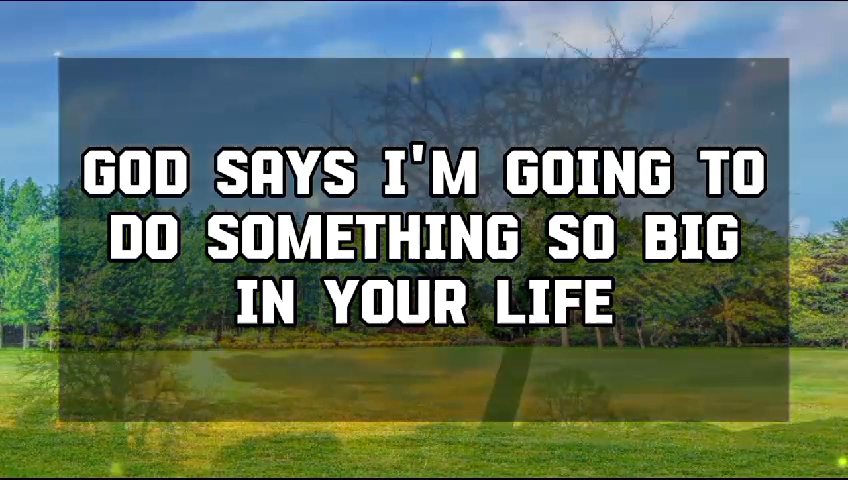 GOD SAYS I'M GOING TO
DO SOMETHING SO BIG
IN YOUR LIFE